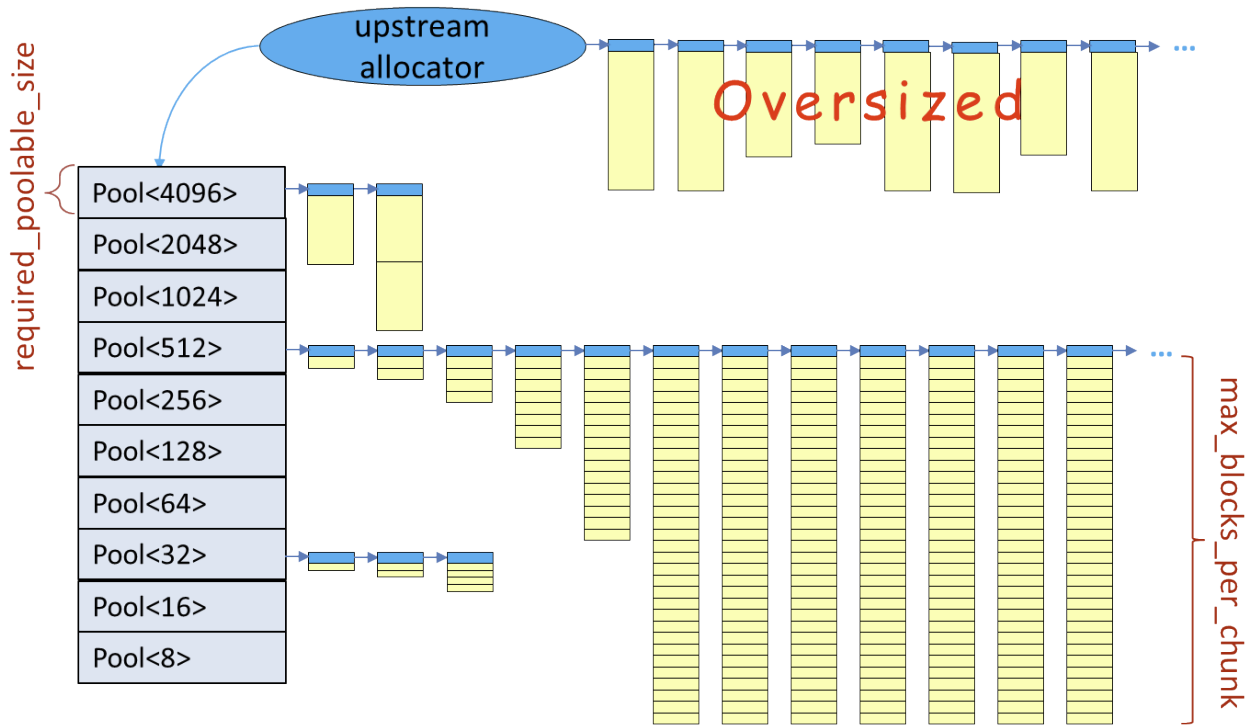 upstream
allocator
...
Oversized
required_poolable_size
Pool<4096>
Pool<2048>
Pool<1024>
Pool<512>
...
Pool<256>
Pool<128>
Pool<64>
Pool<32>
Pool<16>
Pool<8>
max_blocks_per_chunk